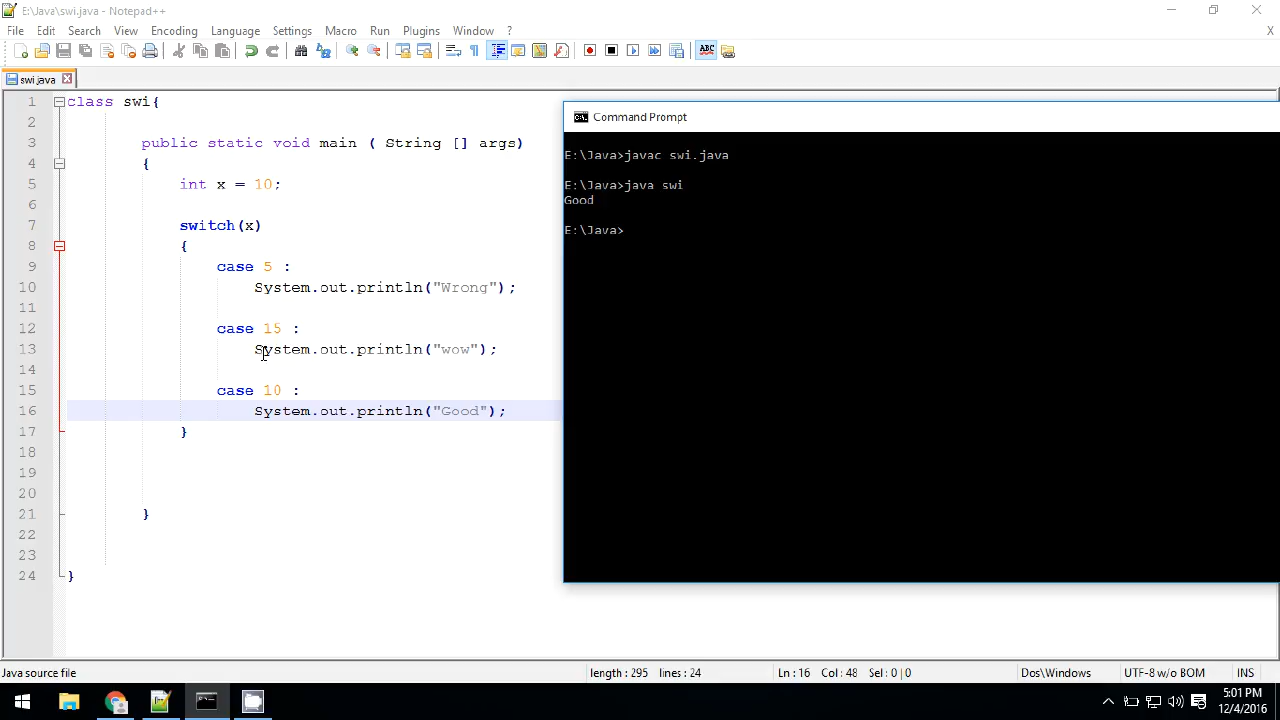 E:\Java\swi.java - Notepad++
File Edit Search View Encoding Language Settings Macro Run Plugins Window ?
X
ABC
swi.java
1 class swi{
2
3 public static void main ( String [] args)
4 {
5 int x = 10;
6
7 switch(x)
8 {
9 case 5 :
10 System.out.println("Wrong");
11
12 case 15 :
13 System.out.println("wow");
14
15 case 10 :
16 System.out.println("Good");
17 }
18
19
20
21 }
22
23
24 }
C:\. Command Prompt
E:\Java>javac swi.java
E:\Java>java swi
Good
E:\Java>
Java source file length : 295 lines : 24 Ln : 16 Col : 48 Sel : 0 | 0 Dos\Windows UTF-8 w/o BOM INS
5:01 PM
12/4/2016